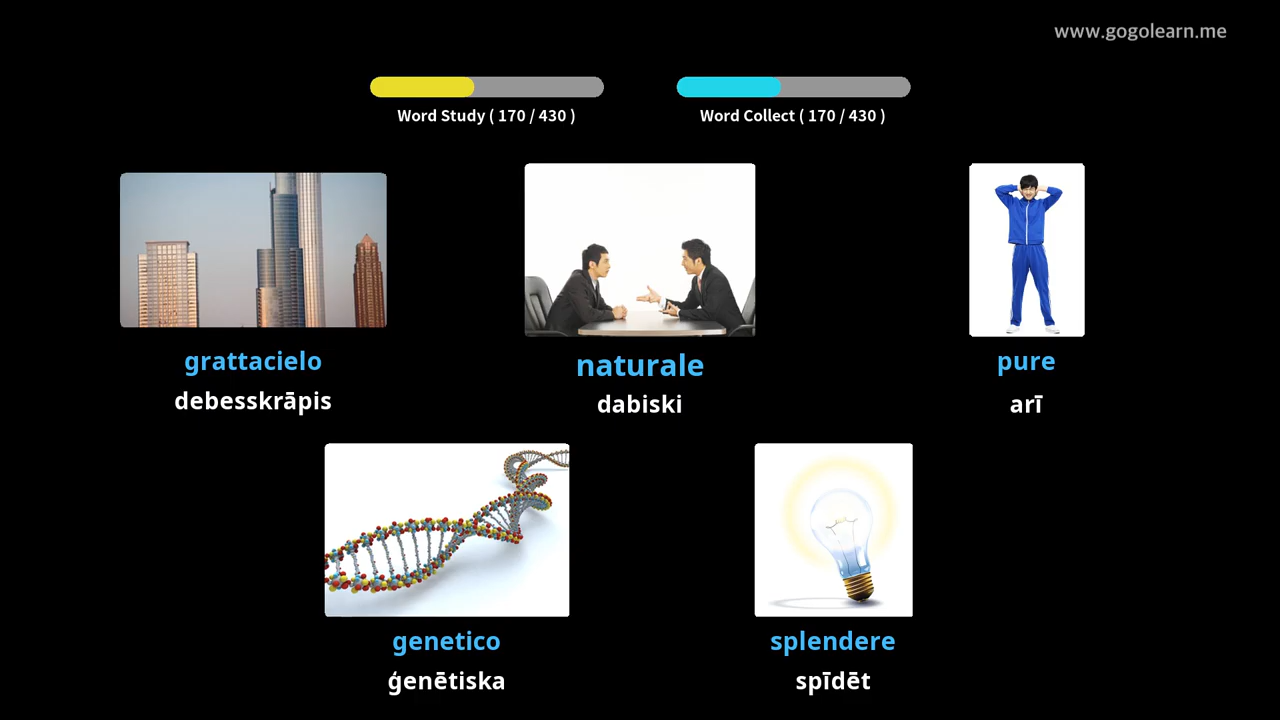 www.gogolearn.me
Word Study ( 170 / 430 )
Word Collect ( 170 / 430 )
grattacielo
debesskrāpis
naturale
dabiski
pure
arī
genetico
ģenētiska
splendere
spīdēt